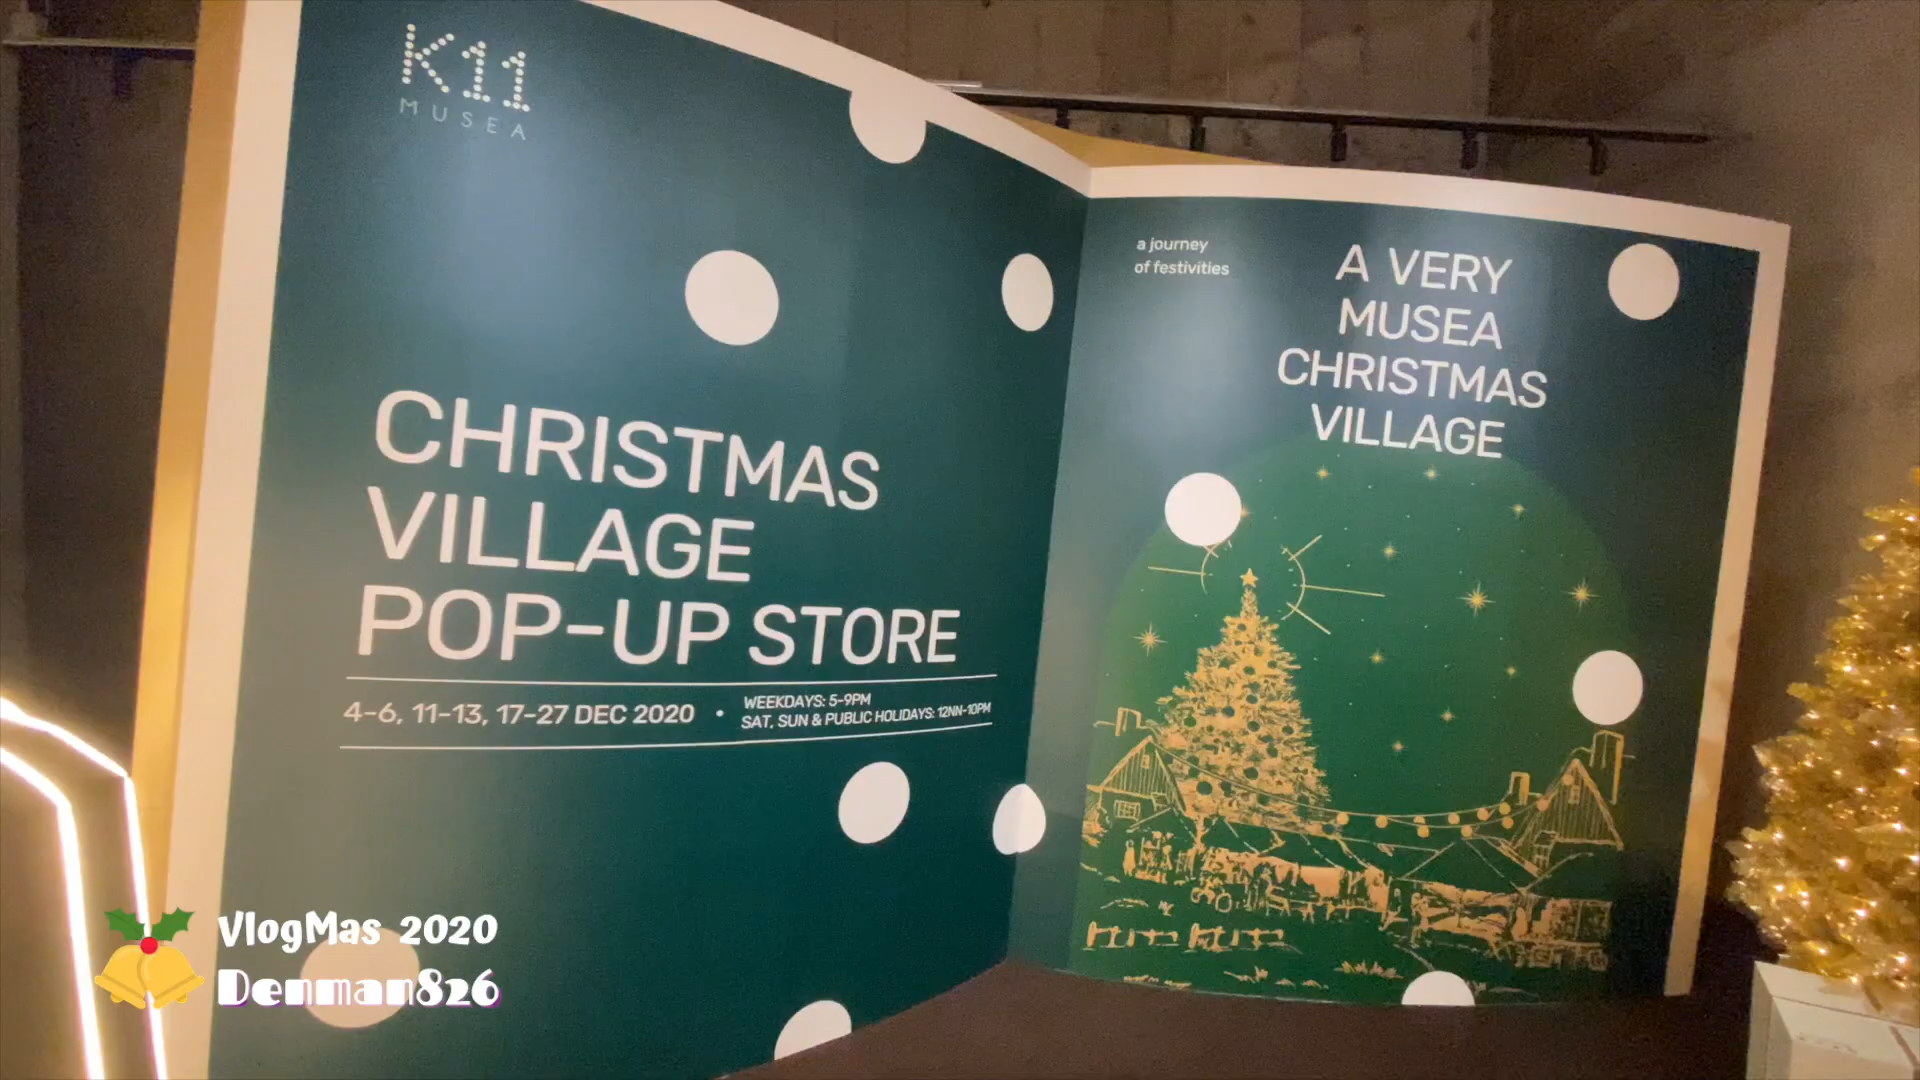 K11
MUSEA
CHRISTMAS
VILLAGE
POP-UP STORE
4-6, 11-13, 17-27 DEC 2020 • WEEKDAYS: 5-9PM
SAT, SUN & PUBLIC HOLIDAYS: 12NN-10PM
a journey
of festivities
A VERY
MUSEA
CHRISTMAS
VILLAGE
VlogMas 2020
Denman826